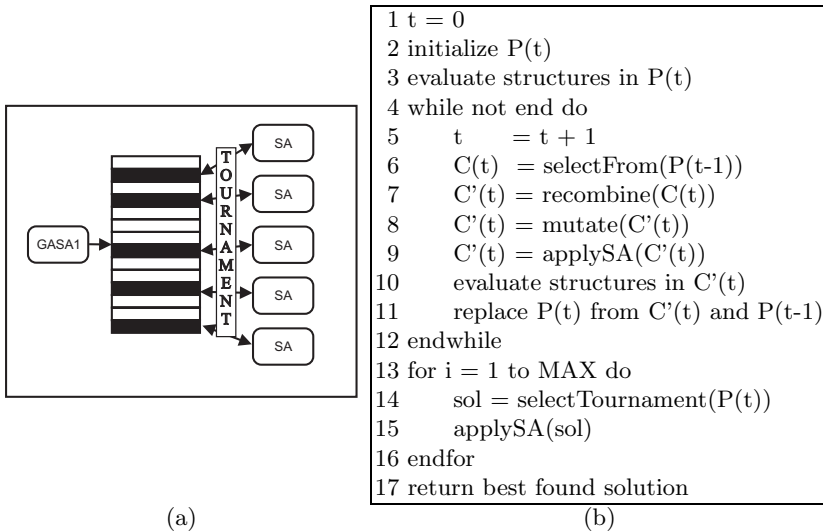 GASA1
TOURNAMENT
SA
SA
SA
SA
SA
(a)
1 t = 0
2 initialize P(t)
3 evaluate structures in P(t)
4 while not end do
5 t = t + 1
6 C(t) = selectFrom(P(t-1))
7 C'(t) = recombine(C(t))
8 C'(t) = mutate(C'(t))
9 C'(t) = applySA(C'(t))
10 evaluate structures in C'(t)
11 replace P(t) from C'(t) and P(t-1)
12 endwhile
13 for i = 1 to MAX do
14 sol = selectTournament(P(t))
15 applySA(sol)
16 endfor
17 return best found solution
(b)